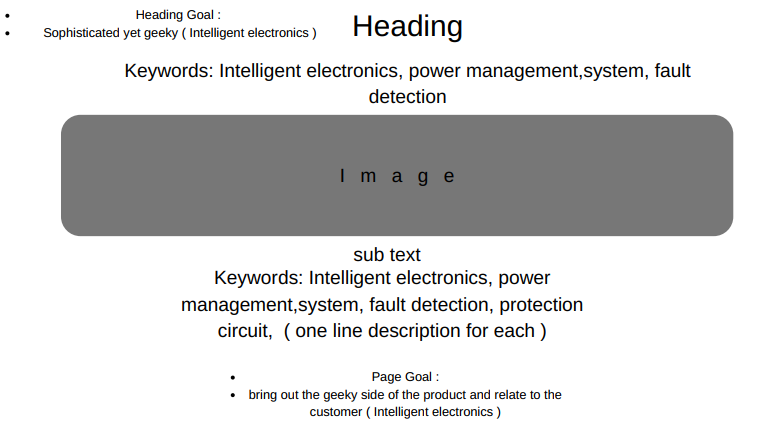 Heading Goal :
Sophisticated yet geeky ( Intelligent electronics )
Heading
Keywords: Intelligent electronics, power management,system, fault
detection
I m a g e
sub text
Keywords: Intelligent electronics, power
management,system, fault detection, protection
circuit,  ( one line description for each )
Page Goal :
bring out the geeky side of the product and relate to the
customer ( Intelligent electronics )